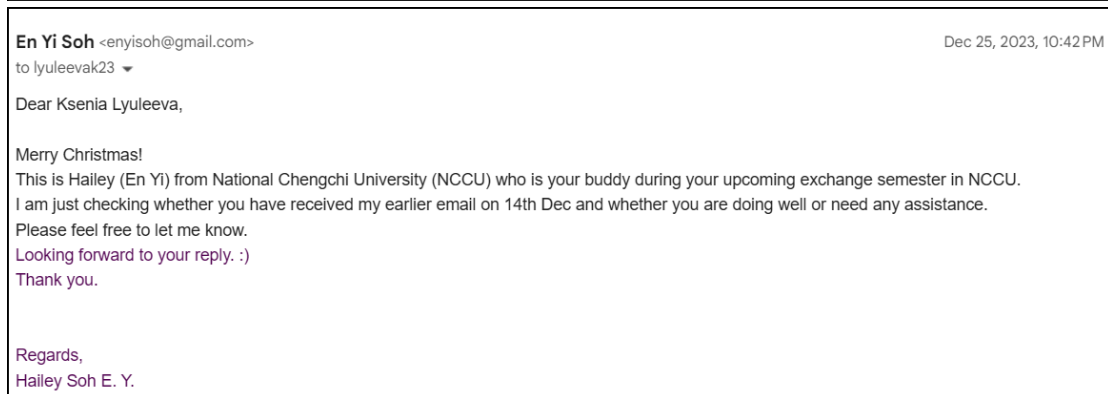 En Yi Soh <enyisoh@gmail.com> Dec 25, 2023, 10:42 PM
to lyuleevak23
Dear Ksenia Lyuleeva,
Merry Christmas!
This is Hailey (En Yi) from National Chengchi University (NCCU) who is your buddy during your upcoming exchange semester in NCCU.
I am just checking whether you have received my earlier email on 14th Dec and whether you are doing well or need any assistance.
Please feel free to let me know.
Looking forward to your reply. :)
Thank you.
Regards,
Hailey Soh E. Y.